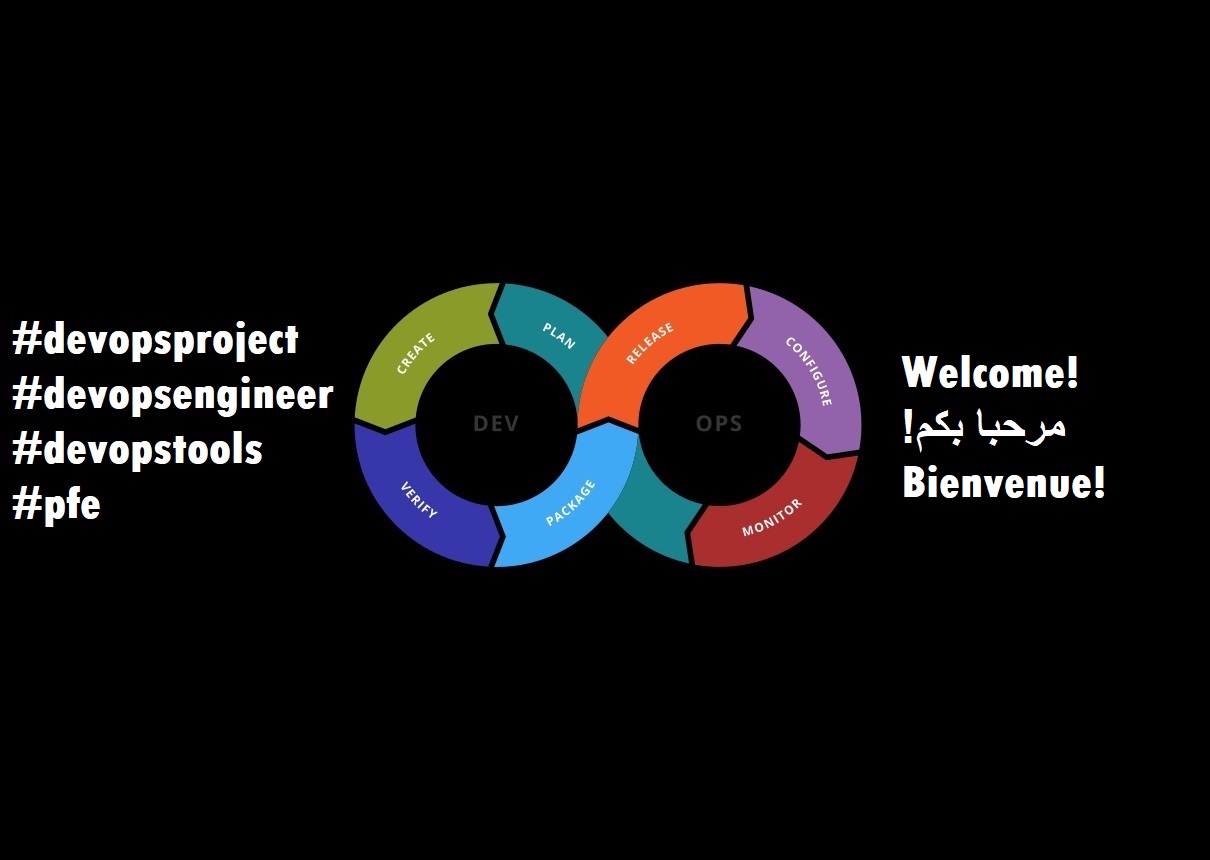 #devopsproject
#devopsengineer
#devopstools
#pfe
CREATE
PLAN
RELEASE
CONFIGURE
DEV
OPS
VERIFY
PACKAGE
MONITOR
Welcome!
مرحبا بكم!
Bienvenue!